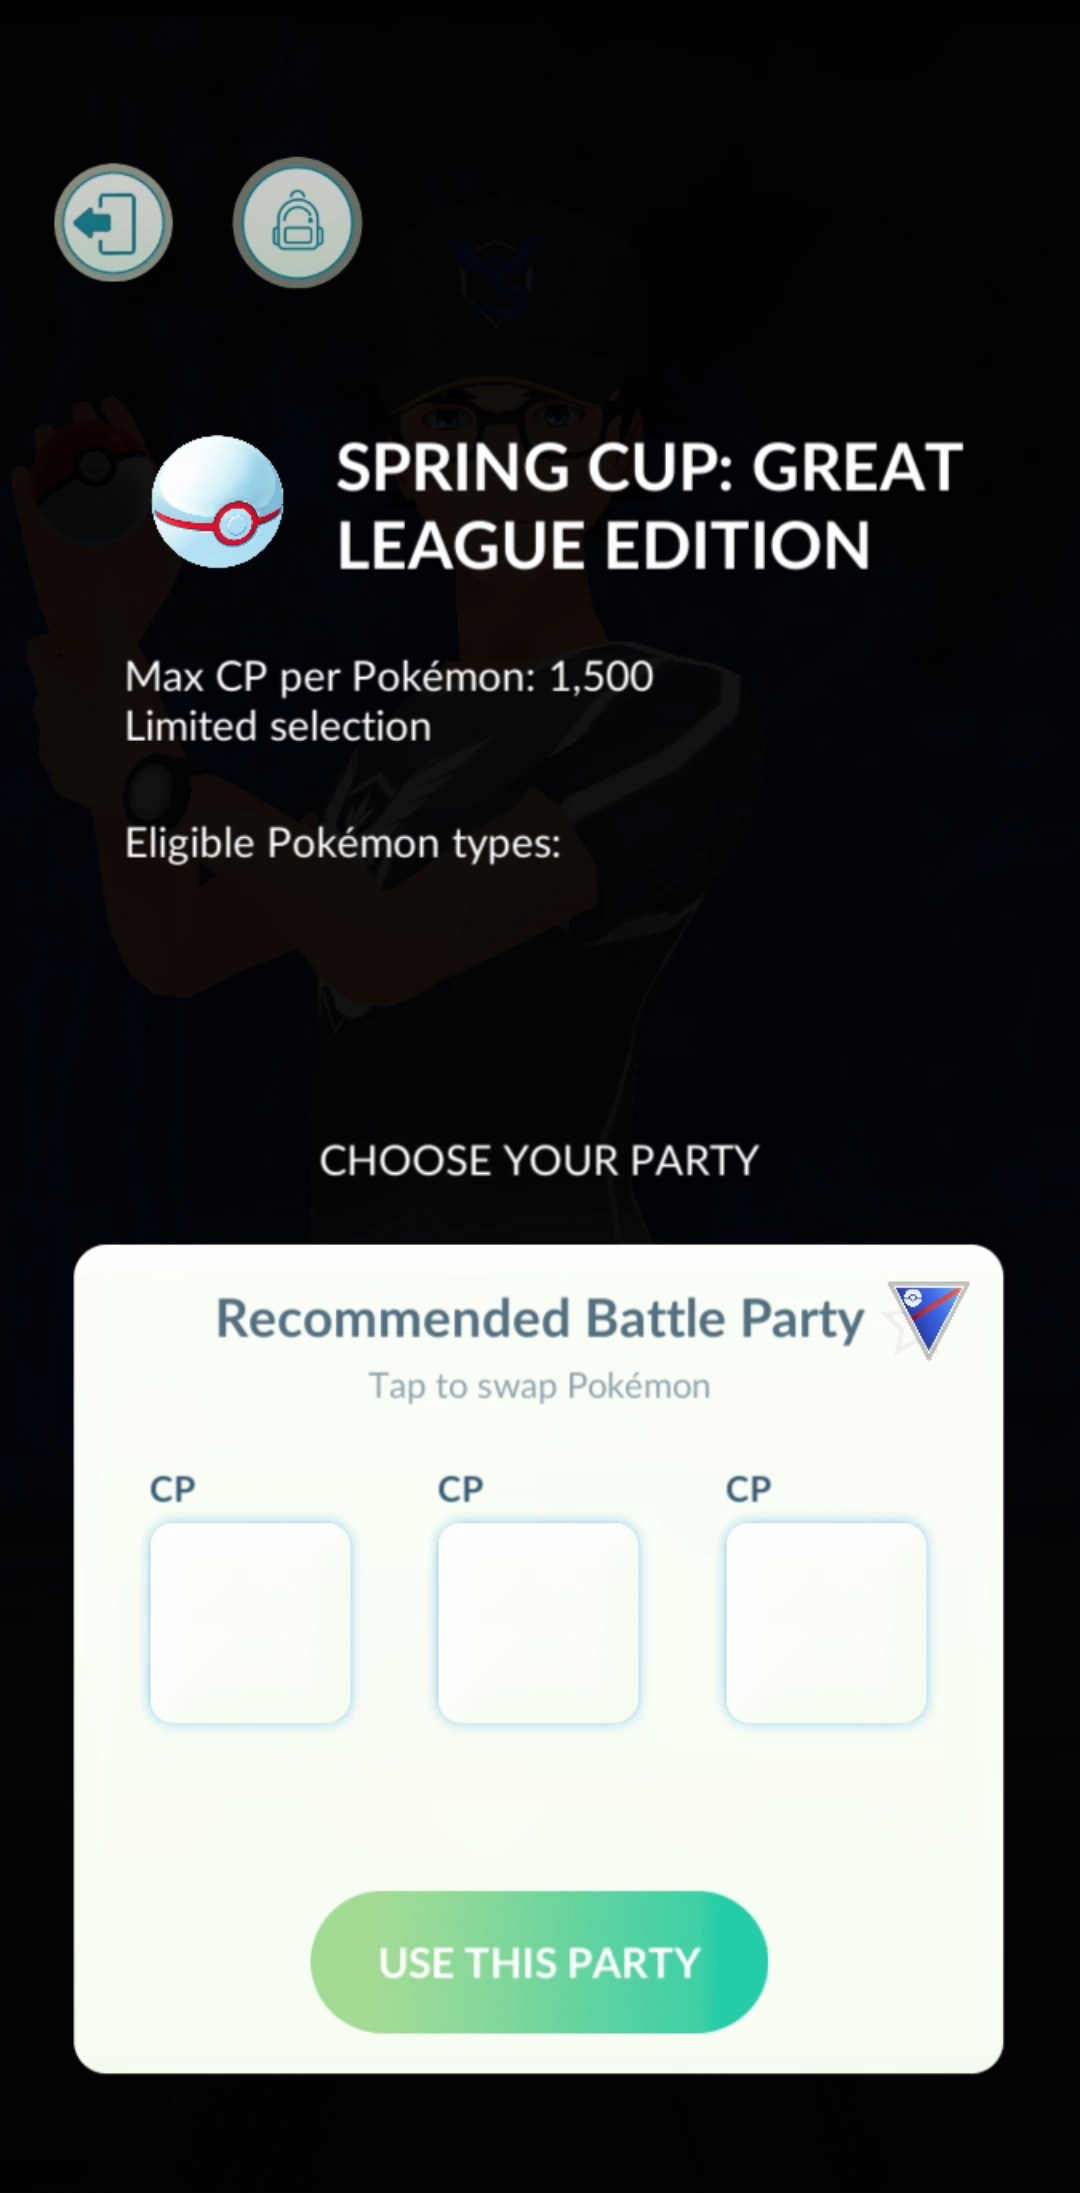 SPRING CUP: GREAT
LEAGUE EDITION
Max CP per Pokémon: 1,500
Limited selection
Eligible Pokémon types:
CHOOSE YOUR PARTY
Recommended Battle Party
Tap to swap Pokémon
CP CP CP
USE THIS PARTY